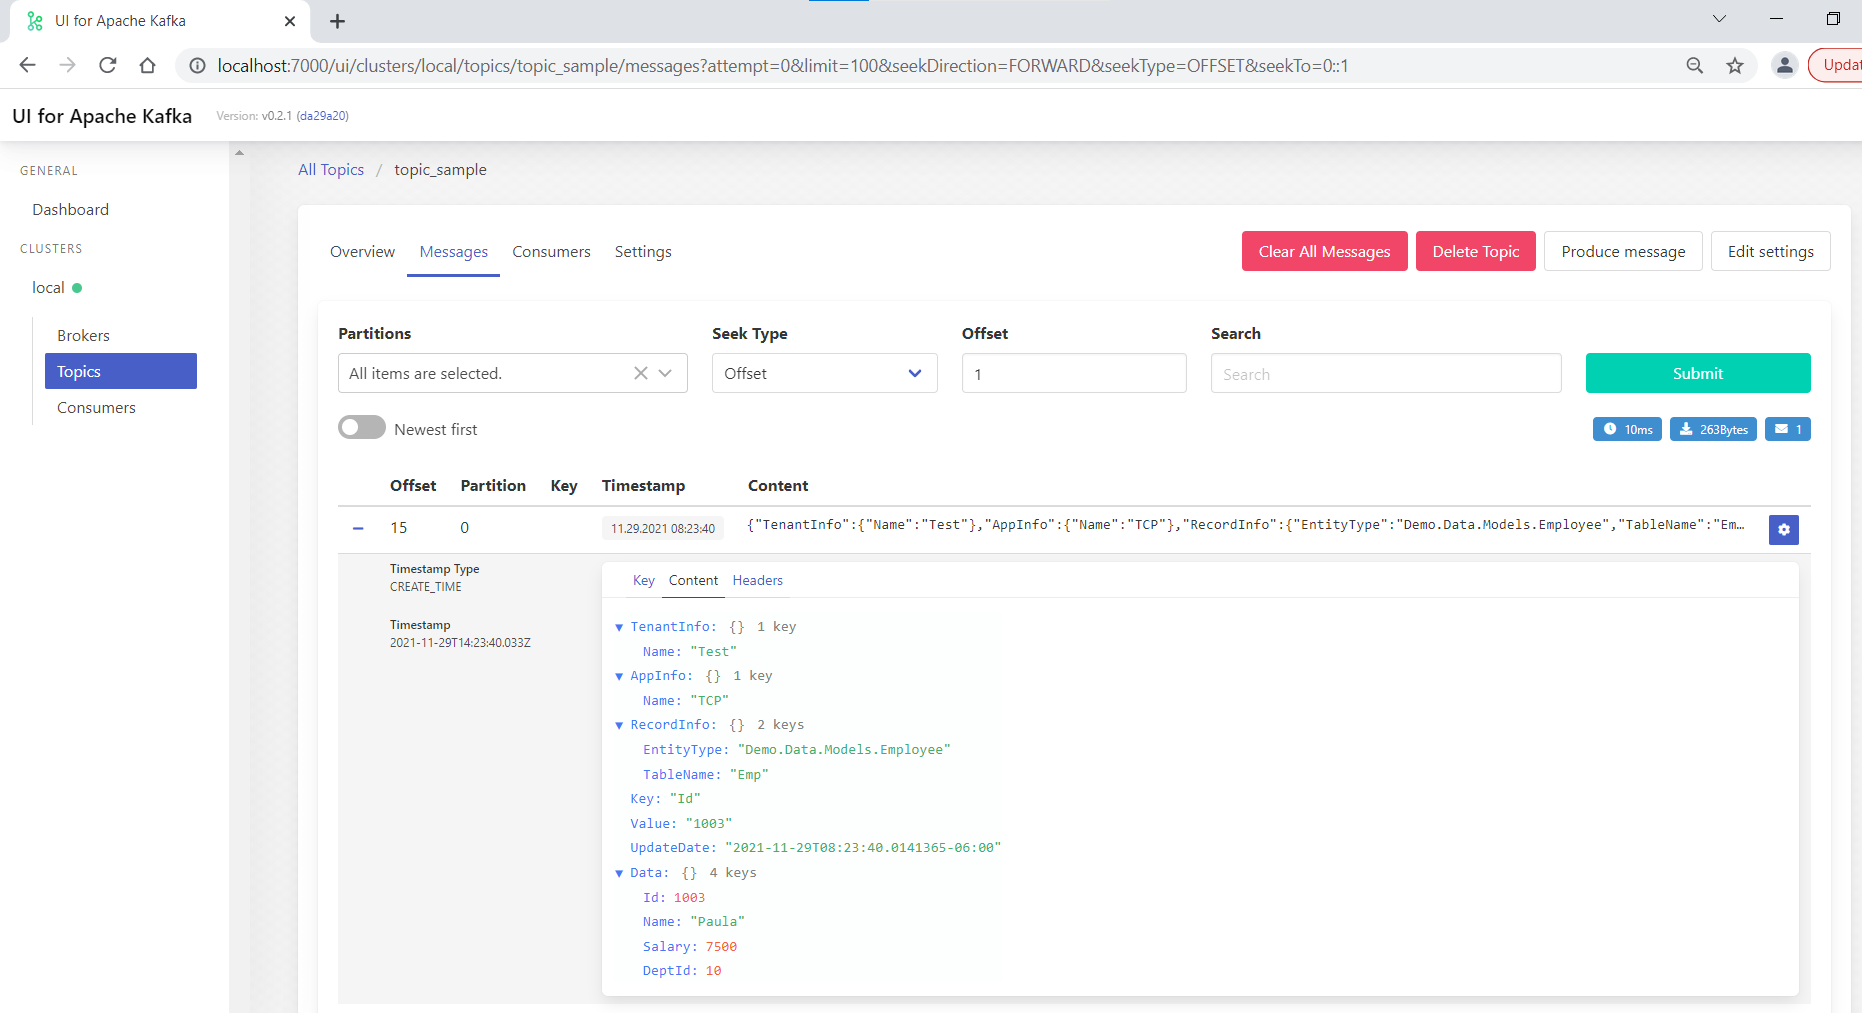 UI for Apache Kafka
localhost:7000/ui/clusters/local/topics/topic_sample/messages?attempt=0&limit=100&seekDirection=FORWARD&seekType=OFFSET&seekTo=0::1
Updat
UI for Apache Kafka Version: v0.2.1 (da29a20)
GENERAL
Dashboard
CLUSTERS
local
Brokers
Topics
Consumers
All Topics / topic_sample
Overview Messages Consumers Settings
Clear All Messages Delete Topic Produce message Edit settings
Partitions Seek Type Offset Search
All items are selected. Offset 1 Search Submit
Newest first
10ms 263Bytes 1
Offset Partition Key Timestamp Content
15 0 11.29.2021 08:23:40 {"TenantInfo":{"Name":"Test"},"AppInfo":{"Name":"TCP"},"RecordInfo":{"EntityType":"Demo.Data.Models.Employee","TableName":"Em…
Timestamp Type
CREATE_TIME
Timestamp
2021-11-29T14:23:40.033Z
Key Content Headers
TenantInfo: {} 1 key
Name: "Test"
AppInfo: {} 1 key
Name: "TCP"
RecordInfo: {} 2 keys
EntityType: "Demo.Data.Models.Employee"
TableName: "Emp"
Key: "Id"
Value: "1003"
UpdateDate: "2021-11-29T08:23:40.0141365-06:00"
Data: {} 4 keys
Id: 1003
Name: "Paula"
Salary: 7500
DeptId: 10